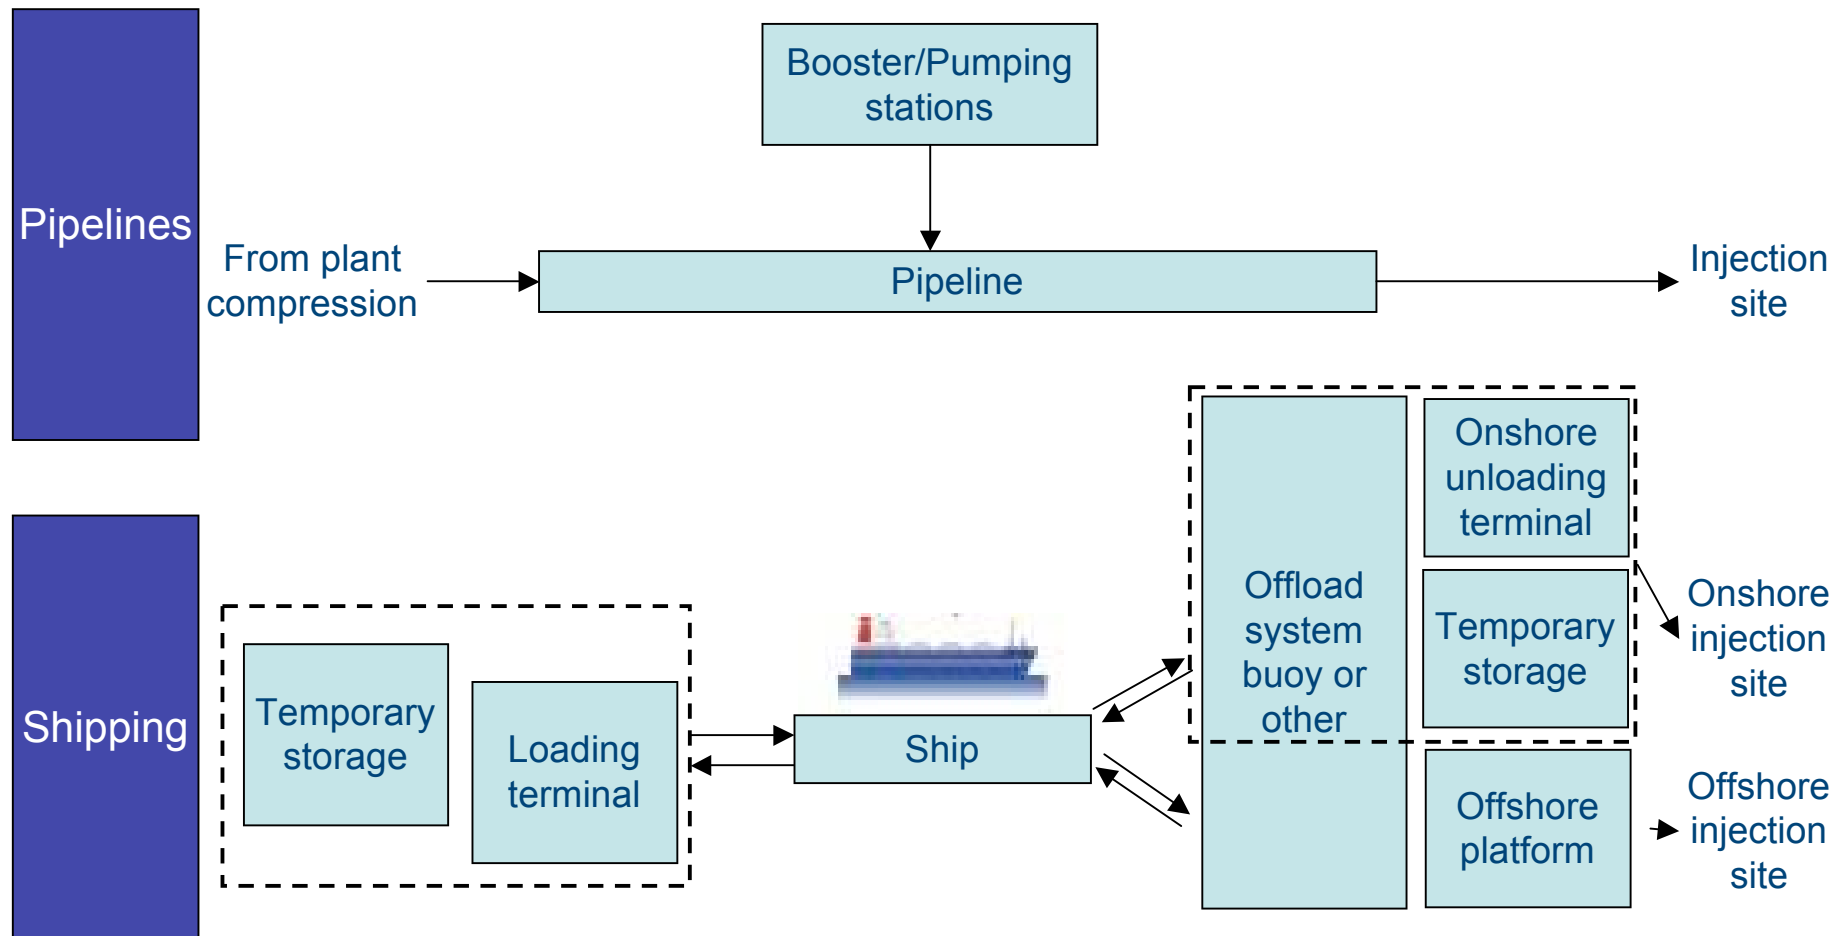 Pipelines
Booster/Pumping
stations
From plant
compression
Pipeline
Injection
site
Shipping
Temporary
storage
Loading
terminal
Ship
Offload
system
buoy or
other
Onshore
unloading
terminal
Temporary
storage
Offshore
platform
Onshore
injection
site
Offshore
injection
site